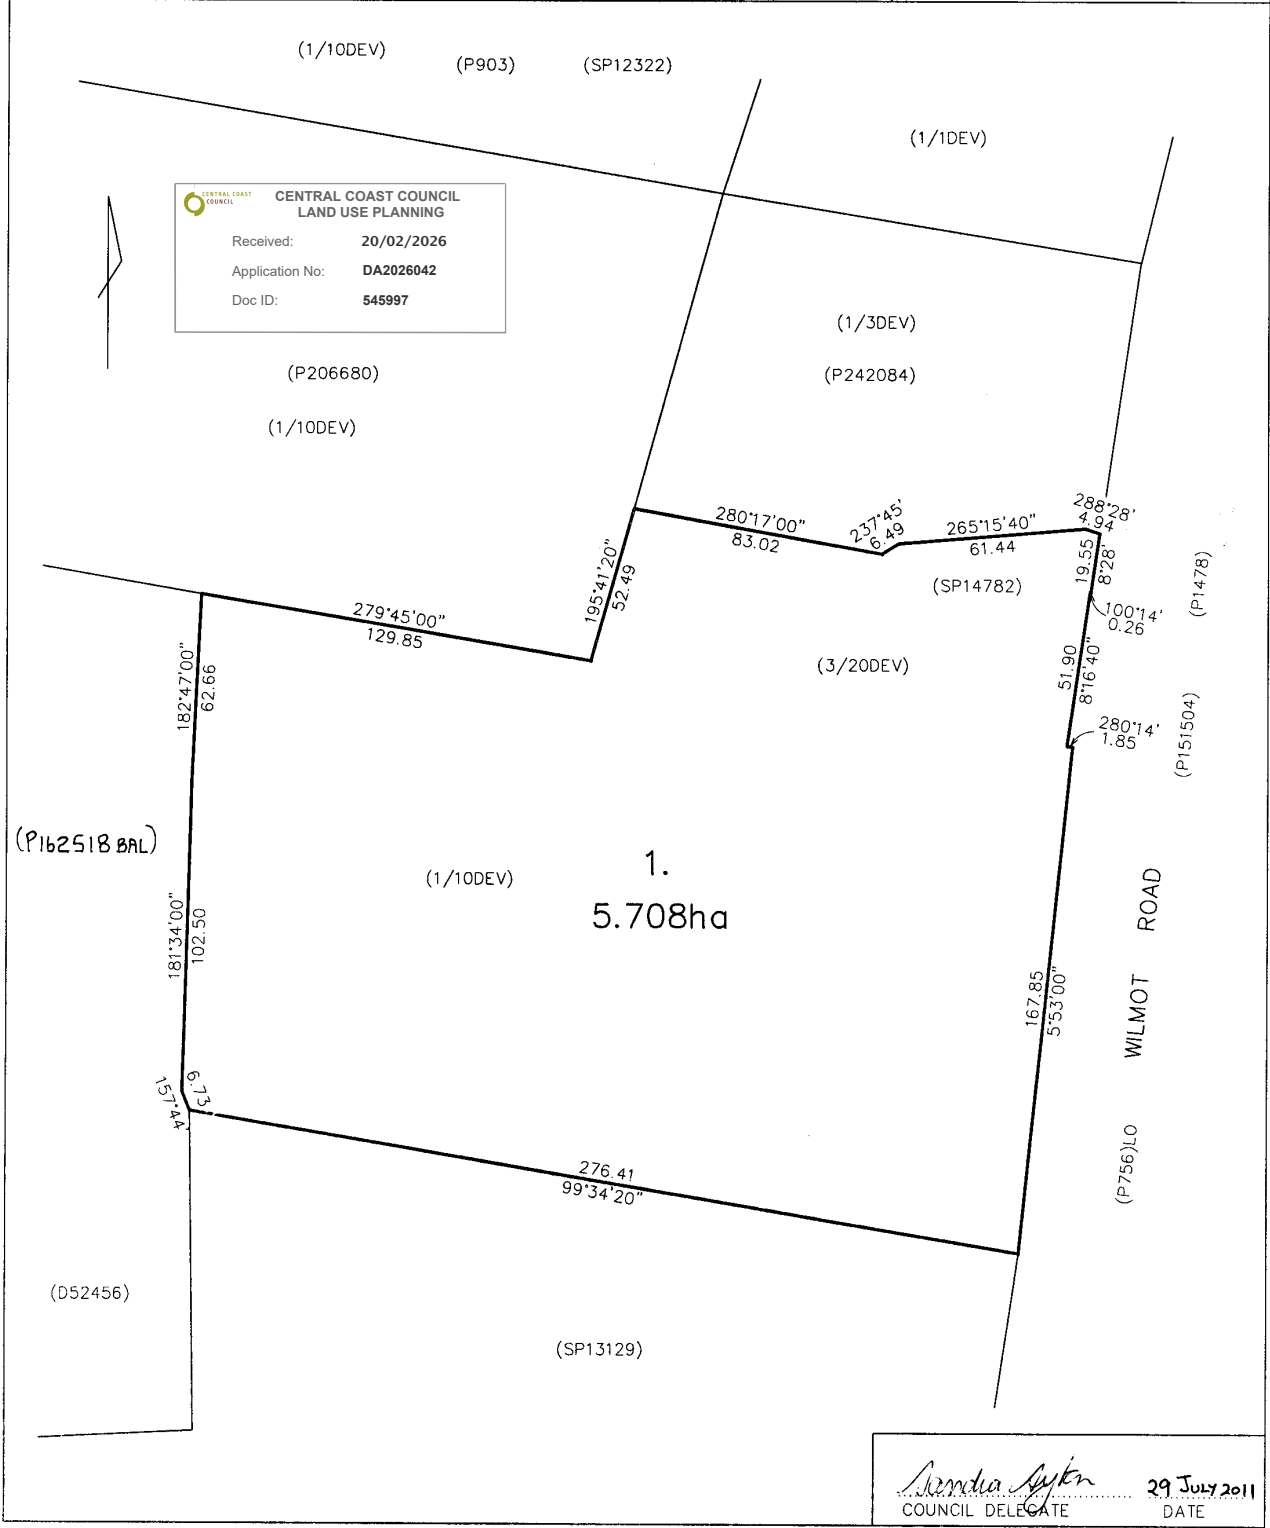 (1/10DEV)
(P903)
(SP12322)
(1/1DEV)
CENTRAL COAST
COUNCIL
CENTRAL COAST COUNCIL
LAND USE PLANNING
Received: 20/02/2026
Application No: DA2026042
Doc ID: 545997
(1/3DEV)
(P242084)
(P206680)
(1/10DEV)
280°17'00"
83.02
237°45'
6.49
265°15'40"
61.44
288°28'
4.94
19.55
8°28'
(P1478)
(SP14782)
100°14'
0.26
195°41'20"
52.49
279°45'00"
129.85
(3/20DEV)
51.90
8°16'40"
182°47'00"
62.66
280°14'
1.85
(P151504)
(P162518 BAL)
(1/10DEV)
1.
5.708ha
WILMOT ROAD
181°34'00"
102.50
167.85
5°53'00"
157°44'
6.73
(P756)LO
276.41
99°34'20"
(D52456)
(SP13129)
Sandra Ayton 29 JULY 2011
COUNCIL DELEGATE DATE